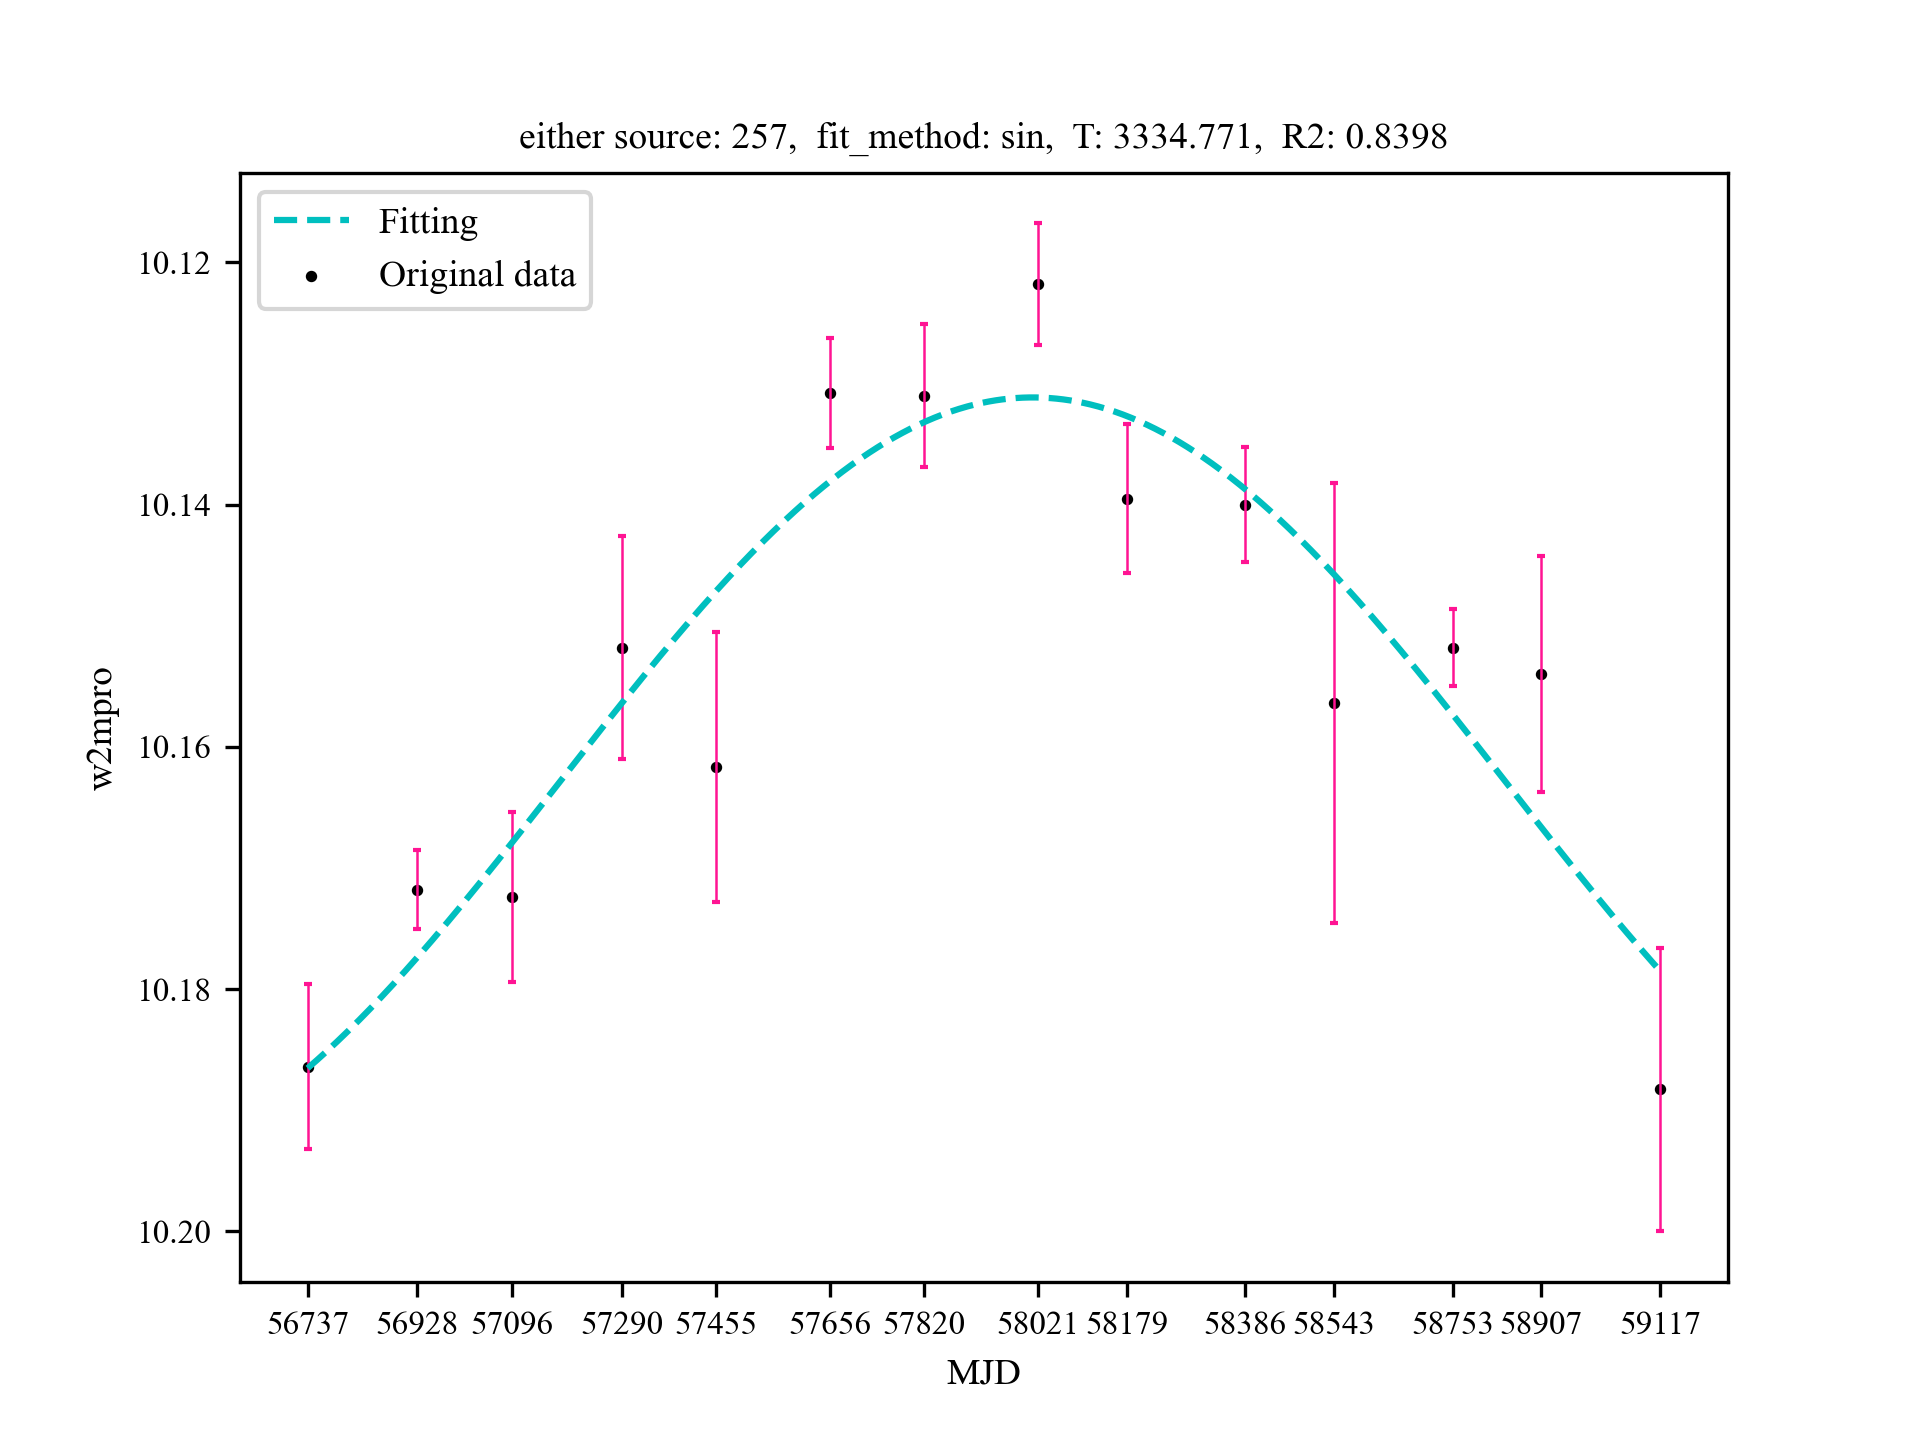 either source: 257,  fit_method: sin,  T: 3334.771,  R2: 0.8398
Fitting
Original data
10.12
10.14
10.16
10.18
10.20
w2mpro
56737 56928 57096 57290 57455 57656 57820 58021 58179 58386 58543 58753 58907 59117
MJD